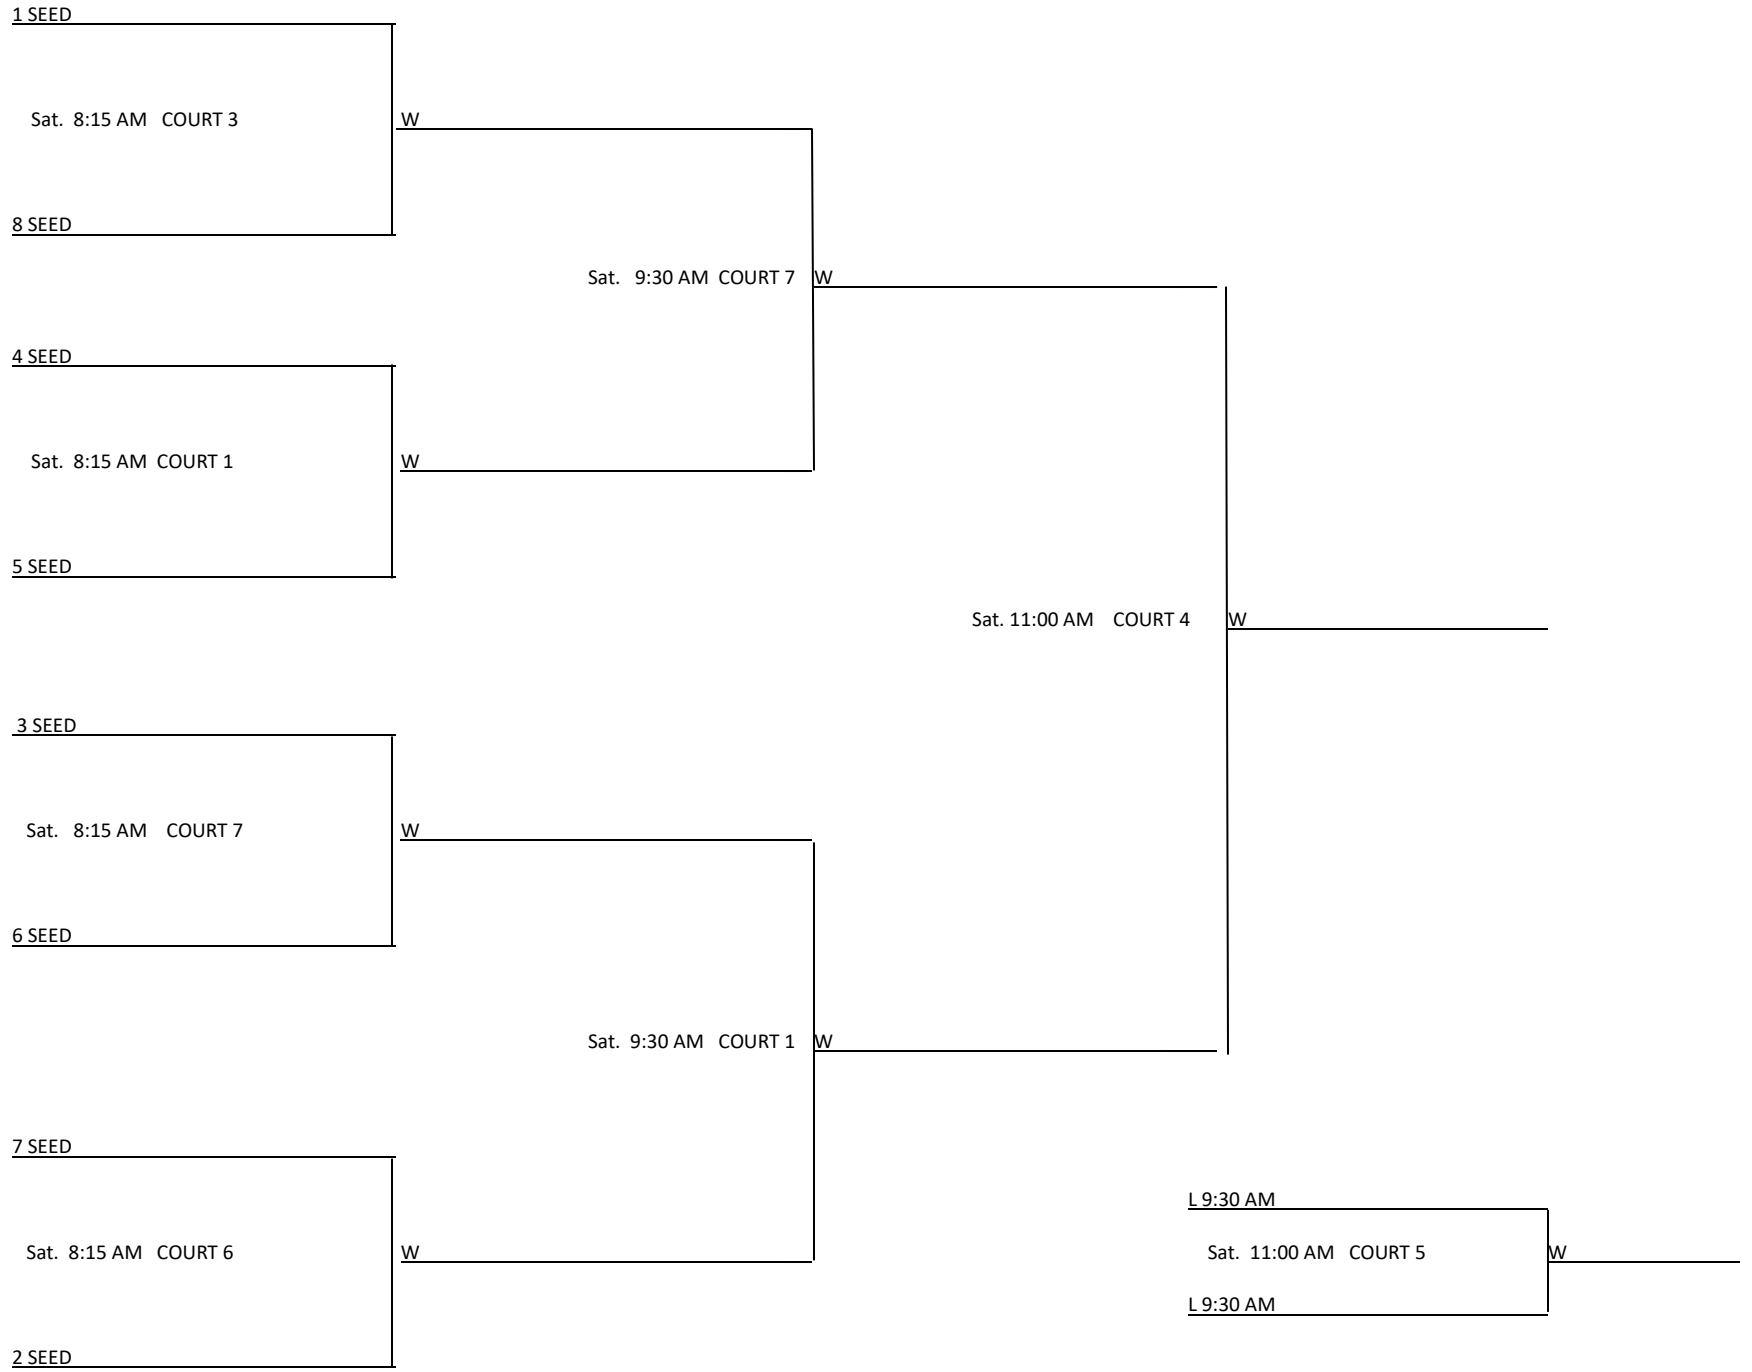 1 SEED
Sat. 8:15 AM COURT 3
W
8 SEED
Sat. 9:30 AM COURT 7
W
4 SEED
Sat. 8:15 AM COURT 1
W
5 SEED
Sat. 11:00 AM COURT 4
W
3 SEED
Sat. 8:15 AM COURT 7
W
6 SEED
Sat. 9:30 AM COURT 1
W
7 SEED
L 9:30 AM
Sat. 8:15 AM COURT 6
W
Sat. 11:00 AM COURT 5
W
L 9:30 AM
2 SEED